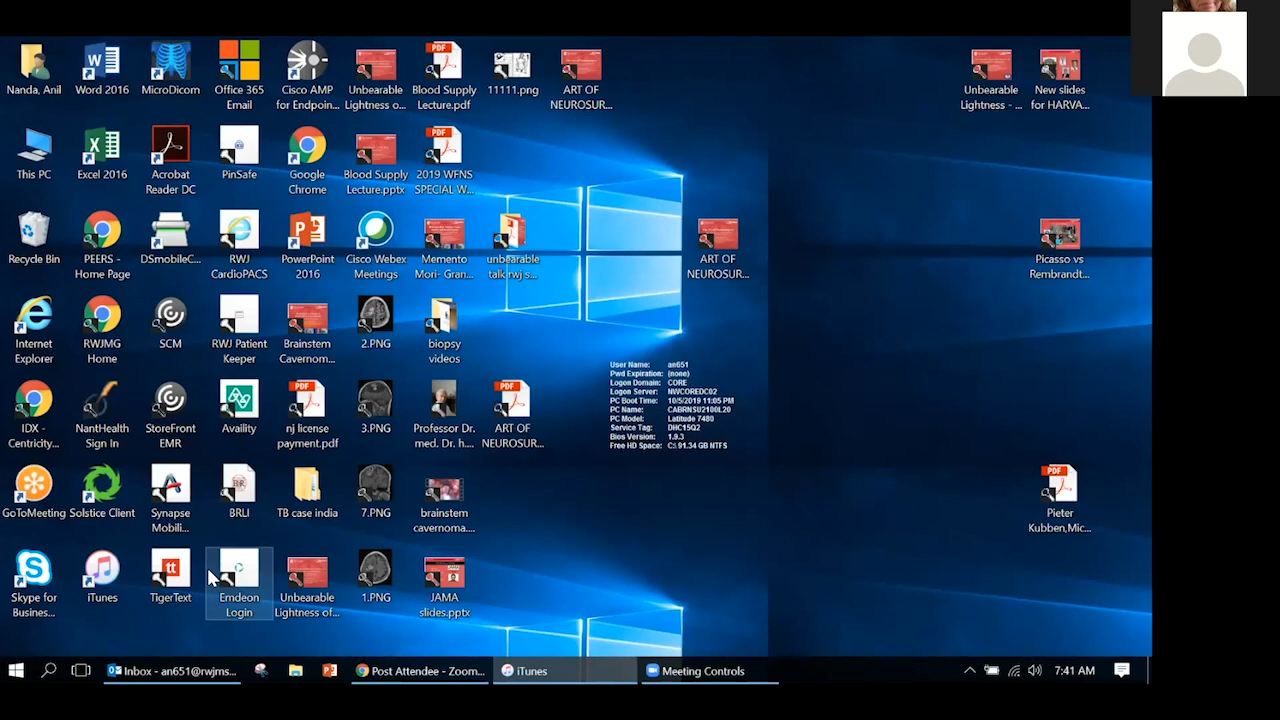 Nanda, Anil
Word 2016
MicroDicom
Office 365
Email
Cisco AMP
for Endpoin...
Unbearable
Lightness o...
Blood Supply
Lecture.pdf
11111.png
ART OF
NEUROSUR...
Unbearable
Lightness - ...
New slides
for HARVA...
This PC
Excel 2016
Acrobat
Reader DC
PinSafe
Google
Chrome
Blood Supply
Lecture.pptx
2019 WFNS
SPECIAL W...
Recycle Bin
PEERS -
Home Page
DSmobileC...
RWJ
CardioPACS
PowerPoint
2016
Cisco Webex
Meetings
Memento
Mori- Gran...
unbearable
talk rwj s...
ART OF
NEUROSUR...
Picasso vs
Rembrandt...
Internet
Explorer
RWJMG
Home
SCM
RWJ Patient
Keeper
Brainstem
Cavernom...
2.PNG
biopsy
videos
User Name: an651
Pwd Expiration: (none)
Logon Domain: CORE
Logon Server: NWCOREDC02
PC Boot Time: 10/5/2019 11:05 PM
PC Name: CABRNSU2100L20
PC Model: Latitude 7480
Service Tag: DHC15Q2
Bios Version: 1.9.3
Free HD Space: C:\ 91.34 GB NTFS
IDX -
Centricity...
NantHealth
Sign In
StoreFront
EMR
Availity
nj license
payment.pdf
3.PNG
Professor Dr.
med. Dr. h....
ART OF
NEUROSUR...
GoToMeeting
Solstice Client
Synapse
Mobili...
BRLI
TB case india
7.PNG
brainstem
cavernoma....
Pieter
Kubben,Mic...
Skype for
Busines...
iTunes
TigerText
Emdeon
Login
Unbearable
Lightness of...
1.PNG
JAMA
slides.pptx
Inbox - an651@rwjms...
Post Attendee - Zoom...
iTunes
Meeting Controls
7:41 AM